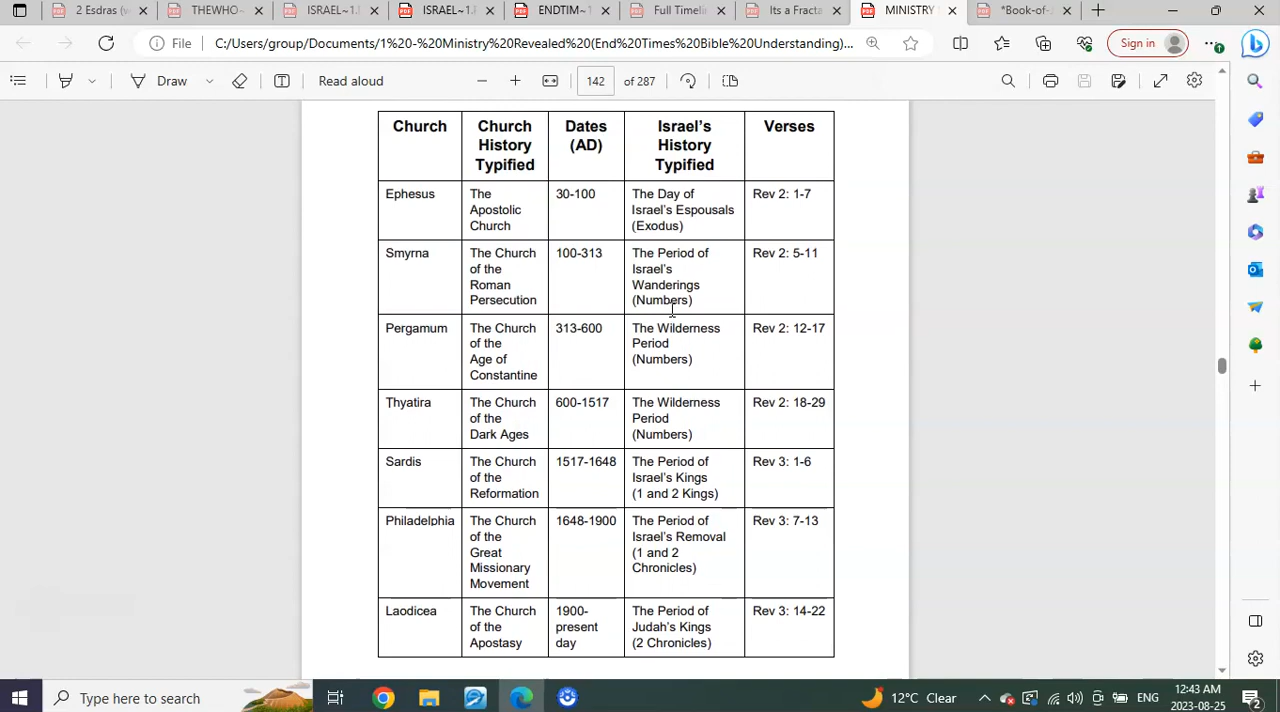 2 Esdras (v
THEWHO-
ISRAEL~1.
ISRAEL~1.F
ENDTIM~1
Full Timeli
Its a Fracta
MINISTRY
*Book-of-
File
C:/Users/group/Documents/1%20-%20Ministry%20Revealed(End%20Times%20Bible%20Understanding)...
Sign in
Draw
Read aloud
142
of 287
Church
Church
History
Typified
Dates
(AD)
Israel's
History
Typified
Verses
Ephesus
The
Apostolic
Church
30-100
The Day of
Israel's Espousals
(Exodus)
Rev 2: 1-7
Smyrna
The Church
of the
Roman
Persecution
100-313
The Period of
Israel's
Wanderings
(Numbers)
Rev 2: 5-11
Pergamum
The Church
of the
Age of
Constantine
313-600
The Wilderness
Period
(Numbers)
Rev 2: 12-17
Thyatira
The Church
of the
Dark Ages
600-1517
The Wilderness
Period
(Numbers)
Rev 2: 18-29
Sardis
The Church
of the
Reformation
1517-1648
The Period of
Israel's Kings
(1 and 2 Kings)
Rev 3: 1-6
Philadelphia
The Church
of the
Great
Missionary
Movement
1648-1900
The Period of
Israel's Removal
(1 and 2
Chronicles)
Rev 3: 7-13
Laodicea
The Church
of the
Apostasy
1900-
present
day
The Period of
Judah's Kings
(2 Chronicles)
Rev 3: 14-22
Type here to search
12°C Clear
ENG
12:43 AM
2023-08-25
2